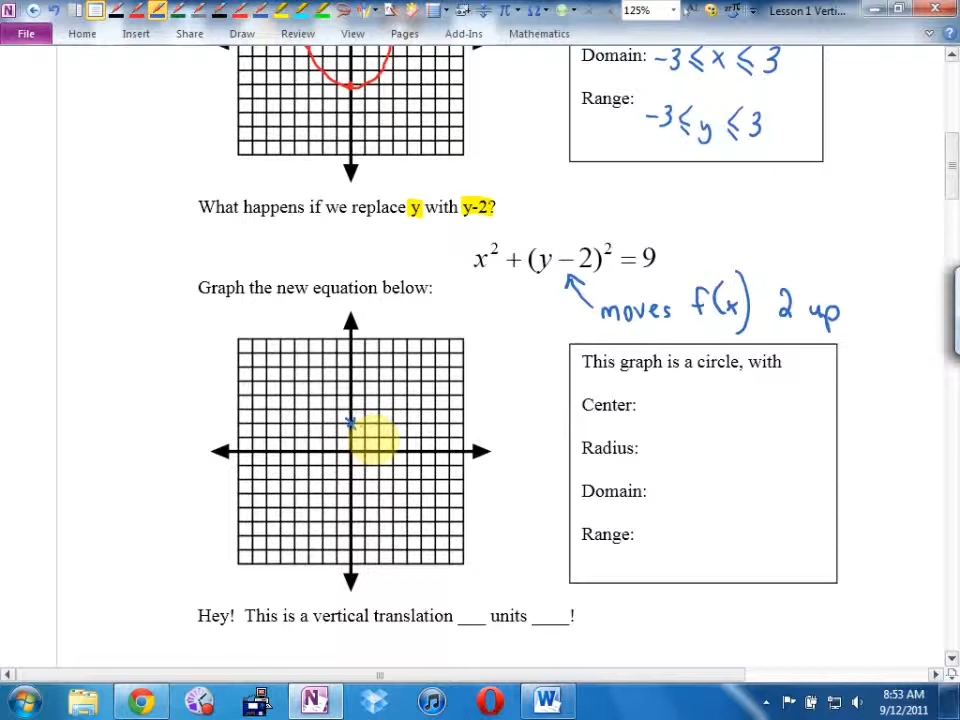 125%
Lesson 1 Verti...
File Home Insert Share Draw Review View Pages Add-Ins Mathematics
Domain: -3 ≤ x ≤ 3
Range: -3 ≤ y ≤ 3
What happens if we replace y with y-2?
x² + (y − 2)² = 9
Graph the new equation below:
moves f(x) 2 up
This graph is a circle, with
Center:
Radius:
Domain:
Range:
Hey! This is a vertical translation ___ units ____!
8:53 AM
9/12/2011